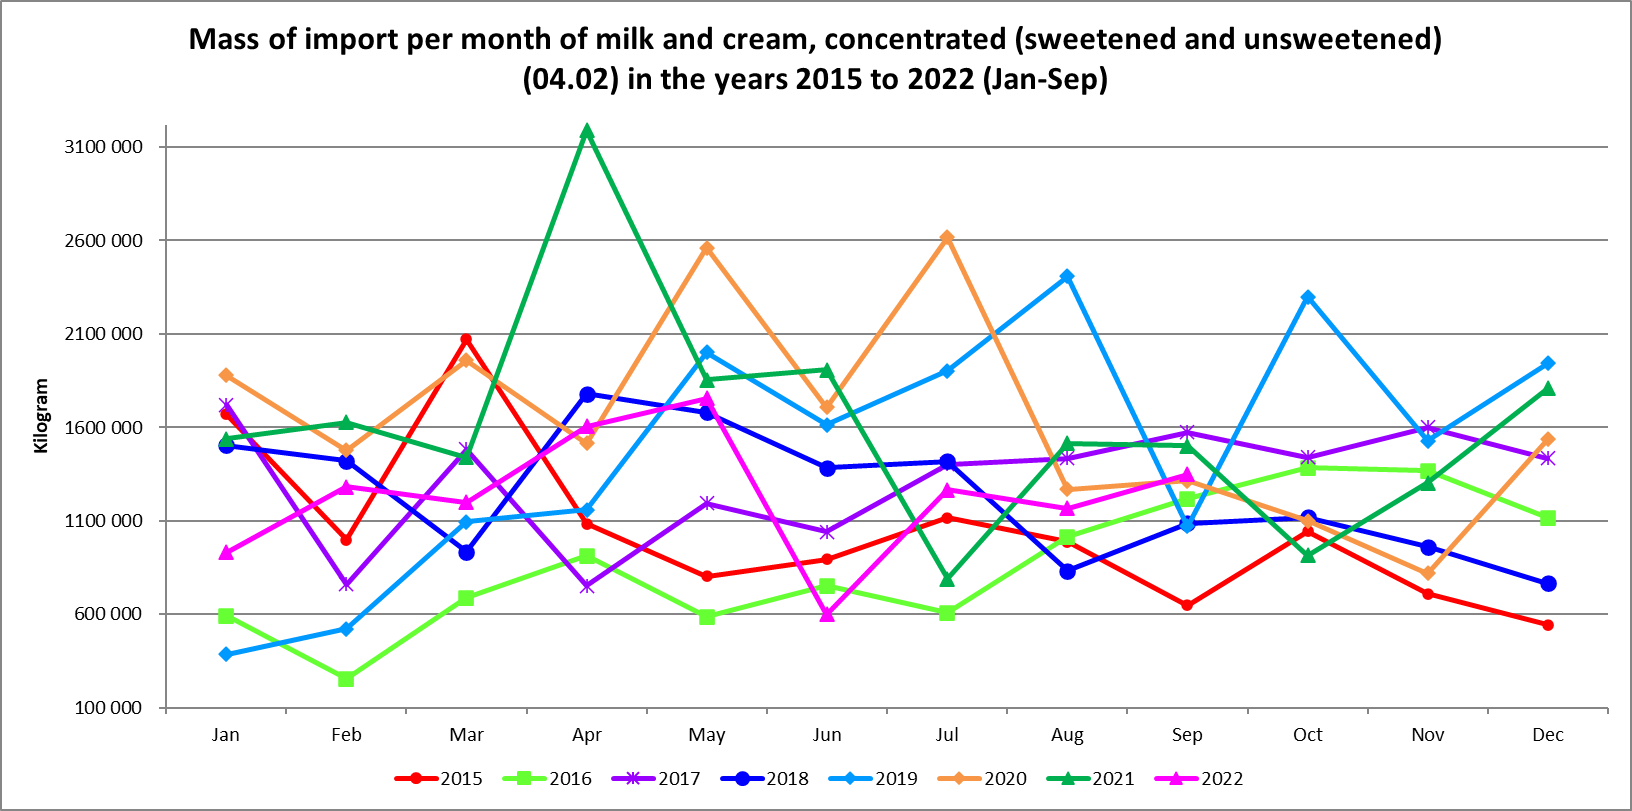 Mass of import per month of milk and cream, concentrated (sweetened and unsweetened)
(04.02) in the years 2015 to 2022 (Jan-Sep)
Kilogram
3100 000
2600 000
2100 000
1600 000
1100 000
600 000
100 000
Jan Feb Mar Apr May Jun Jul Aug Sep Oct Nov Dec
2015 2016 2017 2018 2019 2020 2021 2022